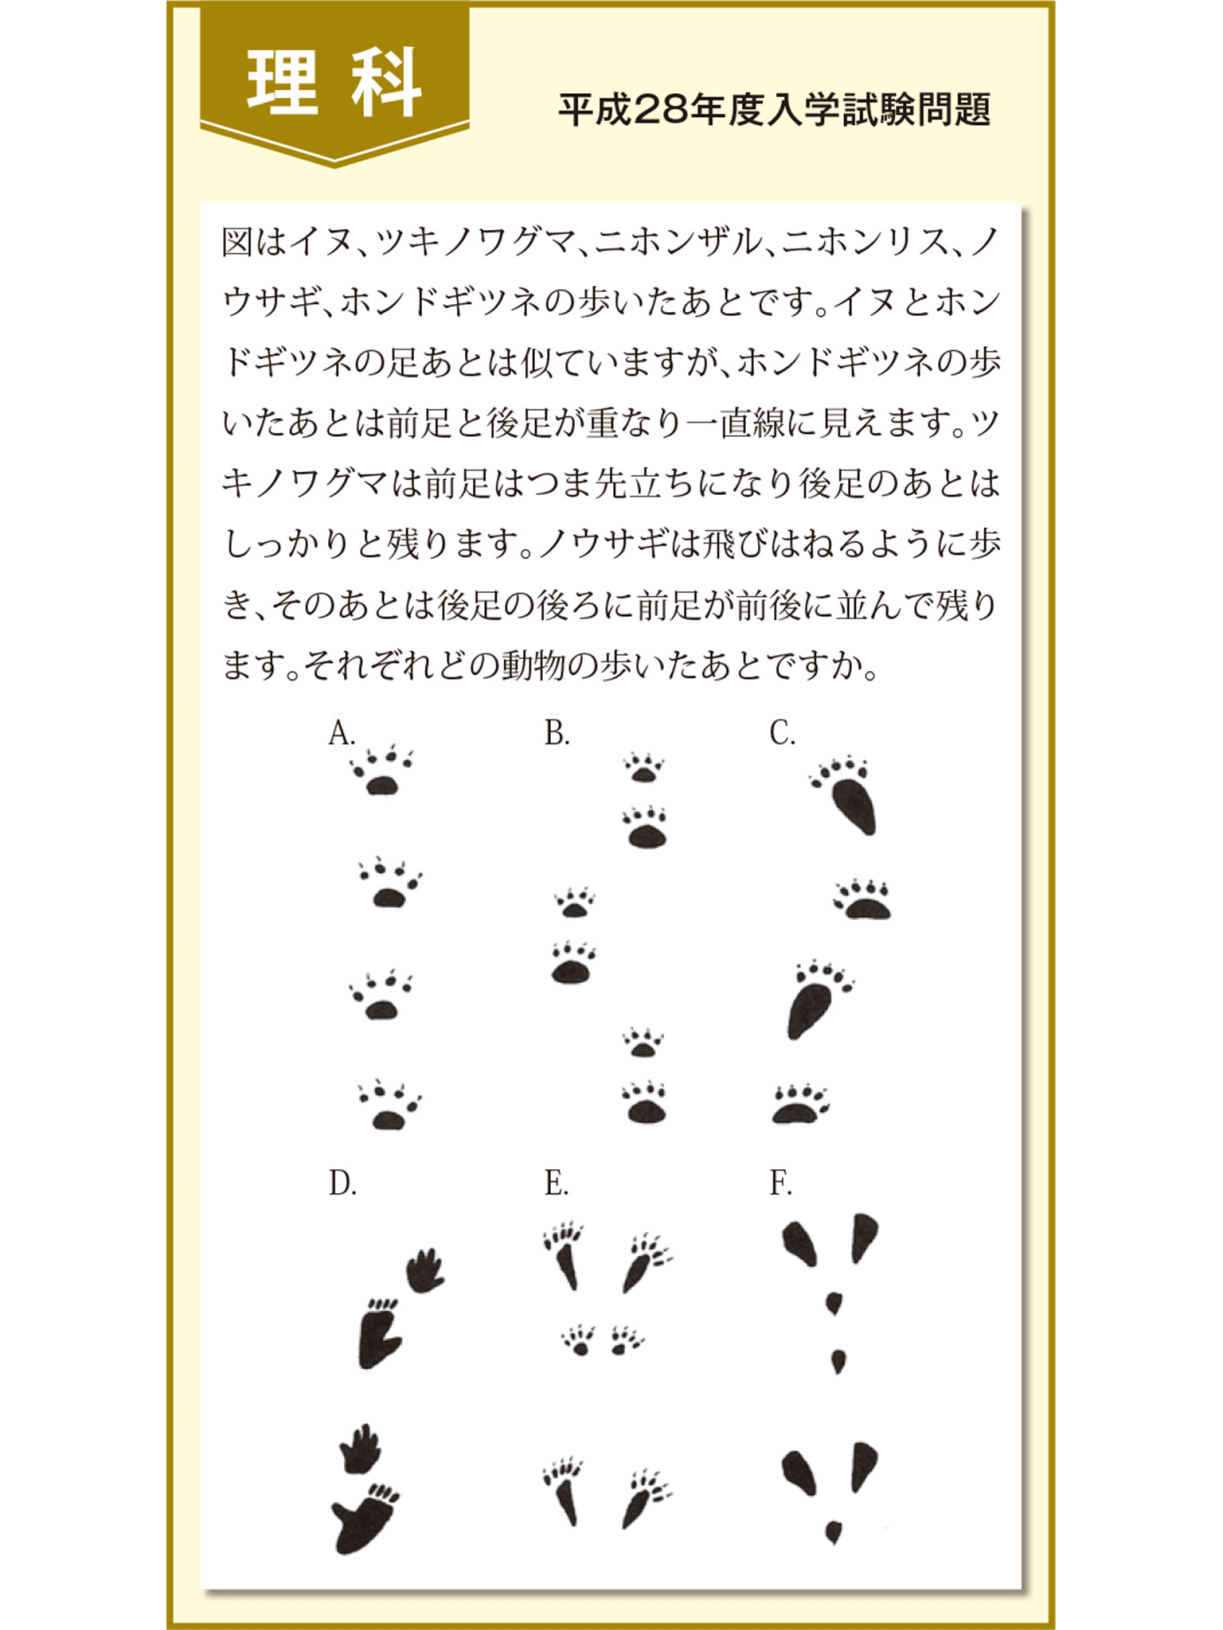 理科
平成28年度入学試験問題
図はイヌ、ツキノワグマ、ニホンザル、ニホンリス、ノ
ウサギ、ホンドギツネの歩いたあとです。イヌとホン
ドギツネの足あとは似ていますが、ホンドギツネの歩
いたあとは前足と後足が重なり一直線に見えます。ツ
キノワグマは前足はつま先立ちになり後足のあとは
しっかりと残ります。ノウサギは飛びはねるように歩
き、そのあとは後足の後ろに前足が前後に並んで残り
ます。それぞれどの動物の歩いたあとですか。
A. B. C.
D. E. F.